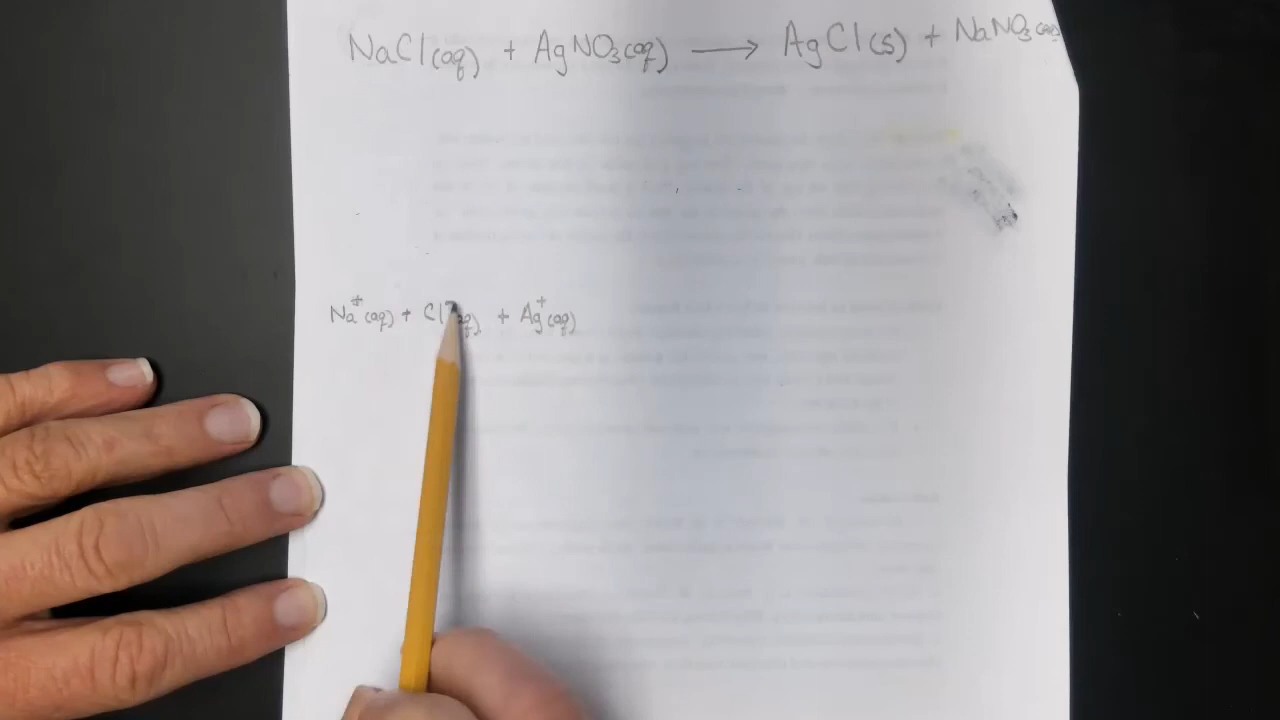 NaCl(aq) + AgNO₃(aq) ⟶ AgCl(s) + NaNO₃(aq)
Na⁺(aq) + Cl⁻(aq) + Ag⁺(aq)